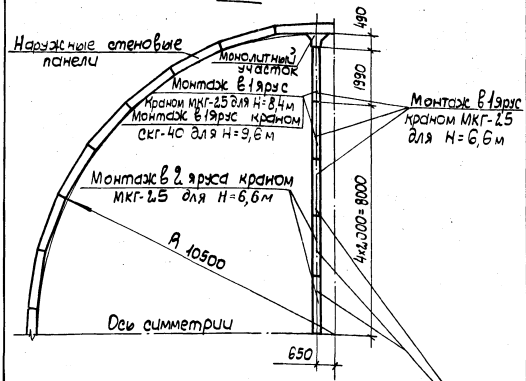 Наружные стеновые
панели
Монолитный
участок
Монтаж в 1 ярус
краном МКГ-25 для Н=8,4м
Монтаж в 1 ярус краном
СКГ-40 для Н=9,6м
Монтаж в 1 ярус
краном МКГ-25
для Н=6,6м
Монтаж в 2 яруса краном
МКГ-25 для Н=6,6м
R 10500
Ось симметрии
490
1990
4х2000=8000
650